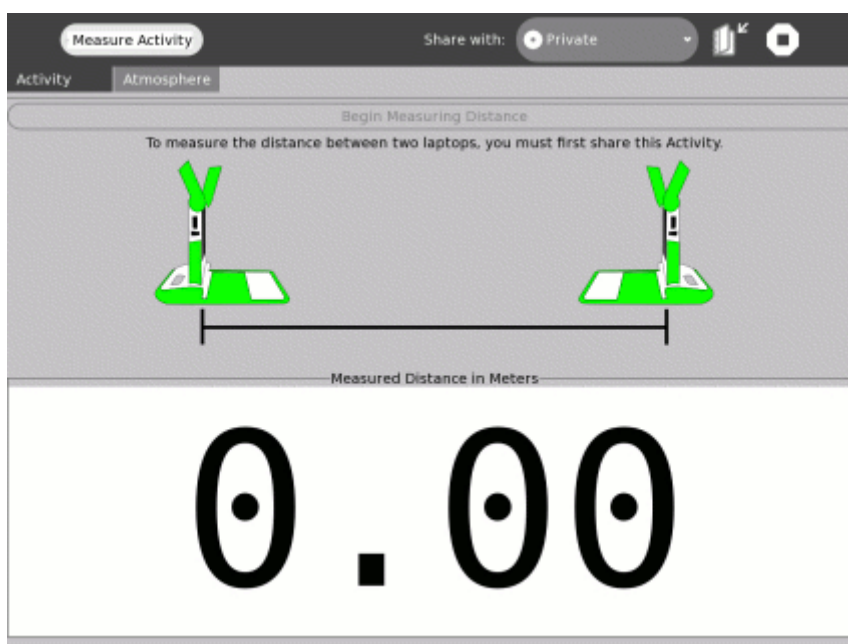 Measure Activity
Share with: Private
Activity Atmosphere
Begin Measuring Distance
To measure the distance between two laptops, you must first share this Activity.
Measured Distance in Meters
0.00